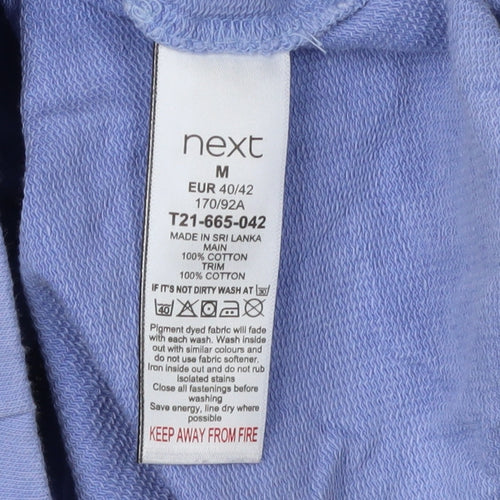 next
M
EUR 40/42
170/92A
T21-665-042
MADE IN SRI LANKA
MAIN
100% COTTON
TRIM
100% COTTON
IF IT'S NOT DIRTY WASH AT 30
40
Pigment dyed fabric will fade
with each wash. Wash inside
out with similar colours and
do not use fabric softener.
Iron inside out and do not rub
isolated stains
Close all fastenings before
washing
Save energy, line dry where
possible
KEEP AWAY FROM FIRE